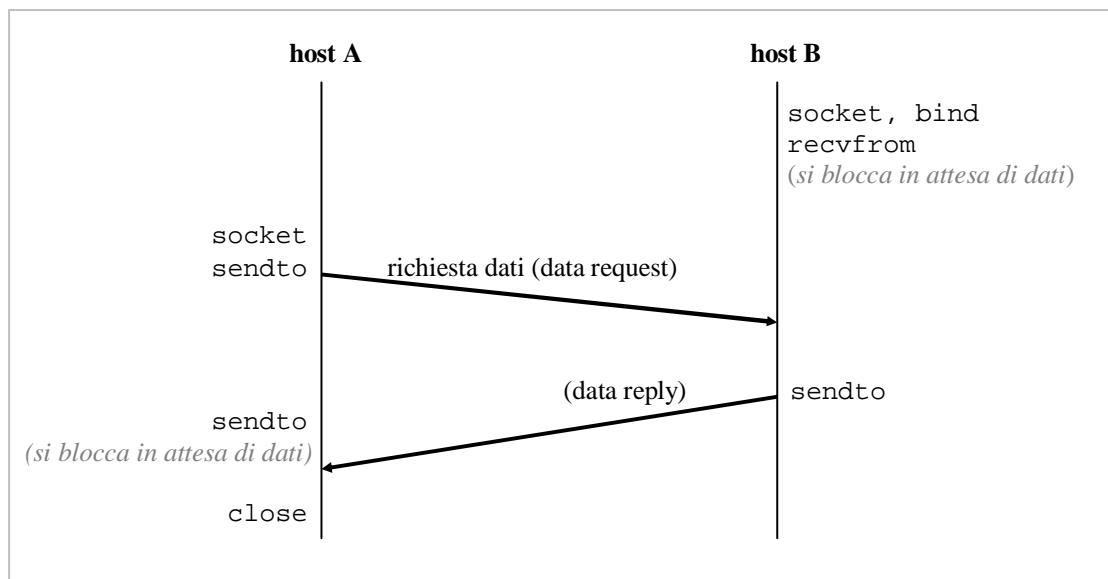 host A
host B
socket, bind
recvfrom
(si blocca in attesa di dati)
socket
sendto
richiesta dati (data request)
(data reply)
sendto
sendto
(si blocca in attesa di dati)
close